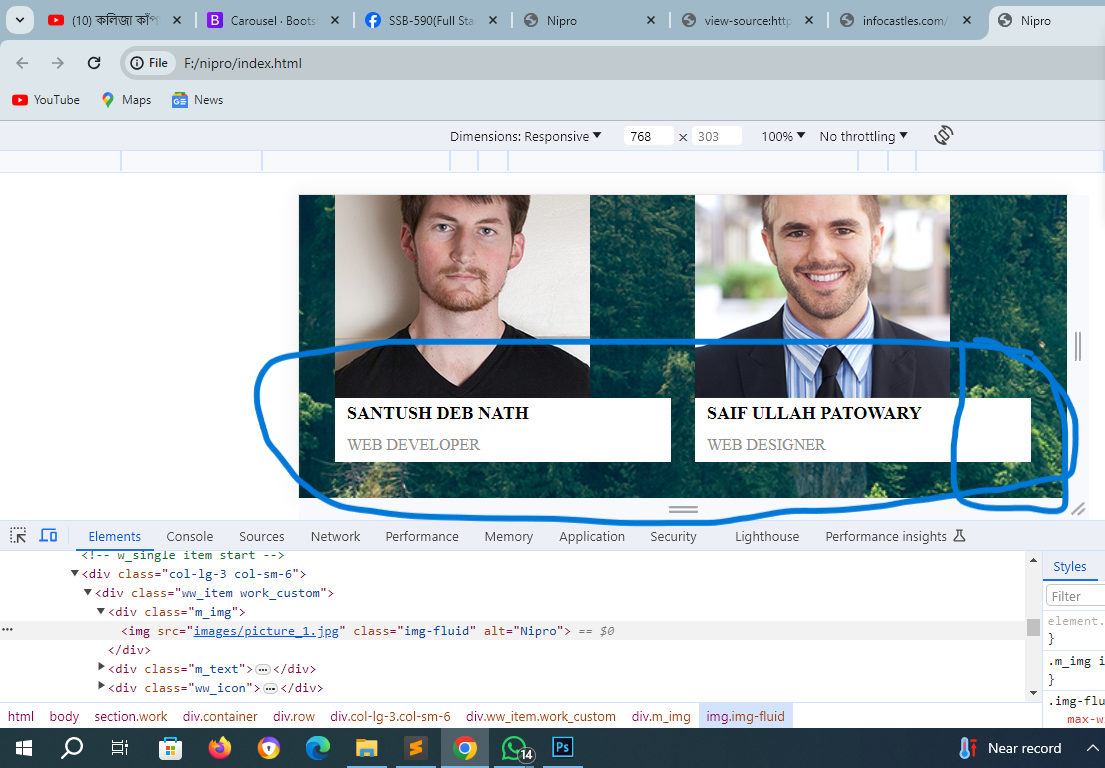 (10) কলিজা কাঁপ
Carousel · Boots
SSB-590(Full Sta
Nipro
view-source:http
infocastles.com/
Nipro
File
F:/nipro/index.html
YouTube
Maps
News
Dimensions: Responsive
768
×
303
100%
No throttling
SANTUSH DEB NATH
WEB DEVELOPER
SAIF ULLAH PATOWARY
WEB DESIGNER
Elements
Console
Sources
Network
Performance
Memory
Application
Security
Lighthouse
Performance insights
<!-- w_single item start -->
<div class="col-lg-3 col-sm-6">
<div class="ww_item work_custom">
<div class="m_img">
<img src="images/picture_1.jpg" class="img-fluid" alt="Nipro"> == $0
</div>
<div class="m_text"> ••• </div>
<div class="ww_icon"> ••• </div>
Styles
Filter
element.
}
.m_img i
}
.img-flu
max-w
html body section.work div.container div.row div.col-lg-3.col-sm-6 div.ww_item.work_custom div.m_img img.img-fluid
14
Ps
Near record